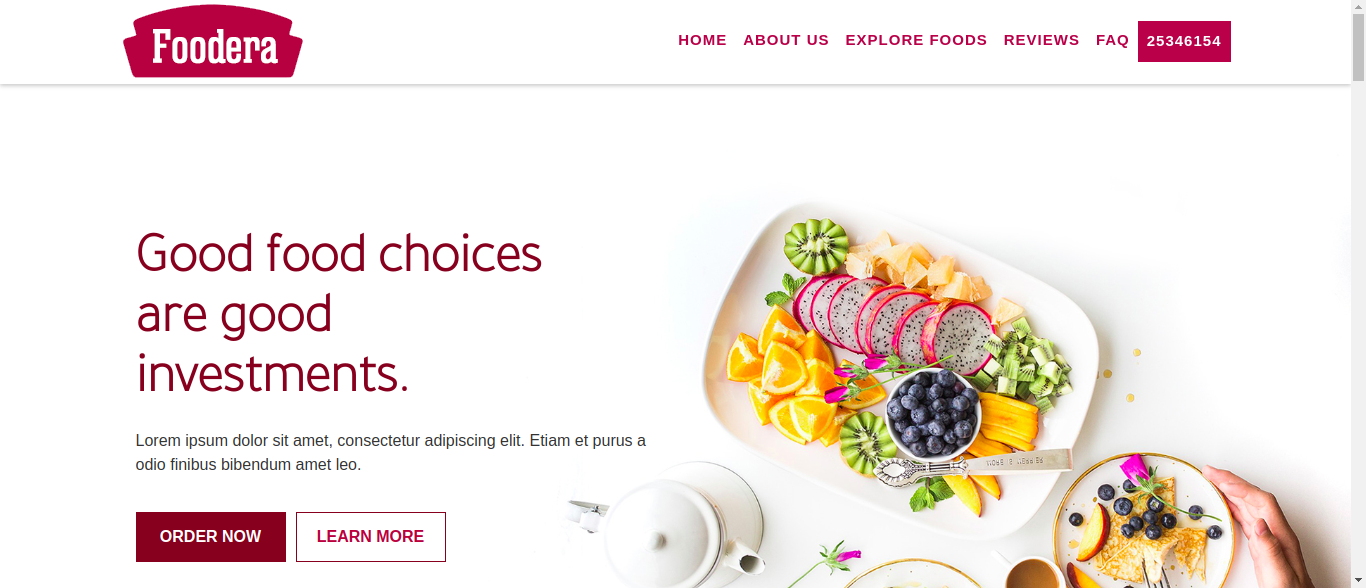 Foodera
HOME ABOUT US EXPLORE FOODS REVIEWS FAQ 25346154
Good food choices
are good
investments.
Lorem ipsum dolor sit amet, consectetur adipiscing elit. Etiam et purus a
odio finibus bibendum amet leo.
ORDER NOW LEARN MORE